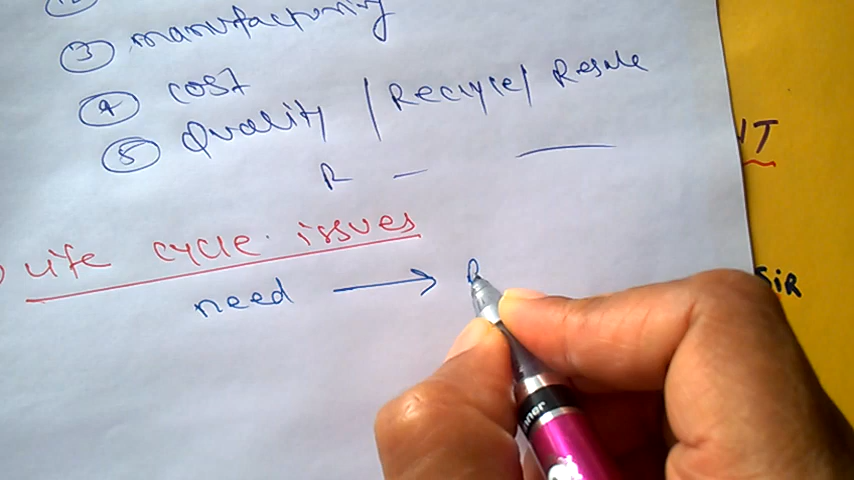 ③ manufacturing
④ cost
⑤ Quality / Recycle / Resale
R —
life cycle issues
need → R
NT
SIR